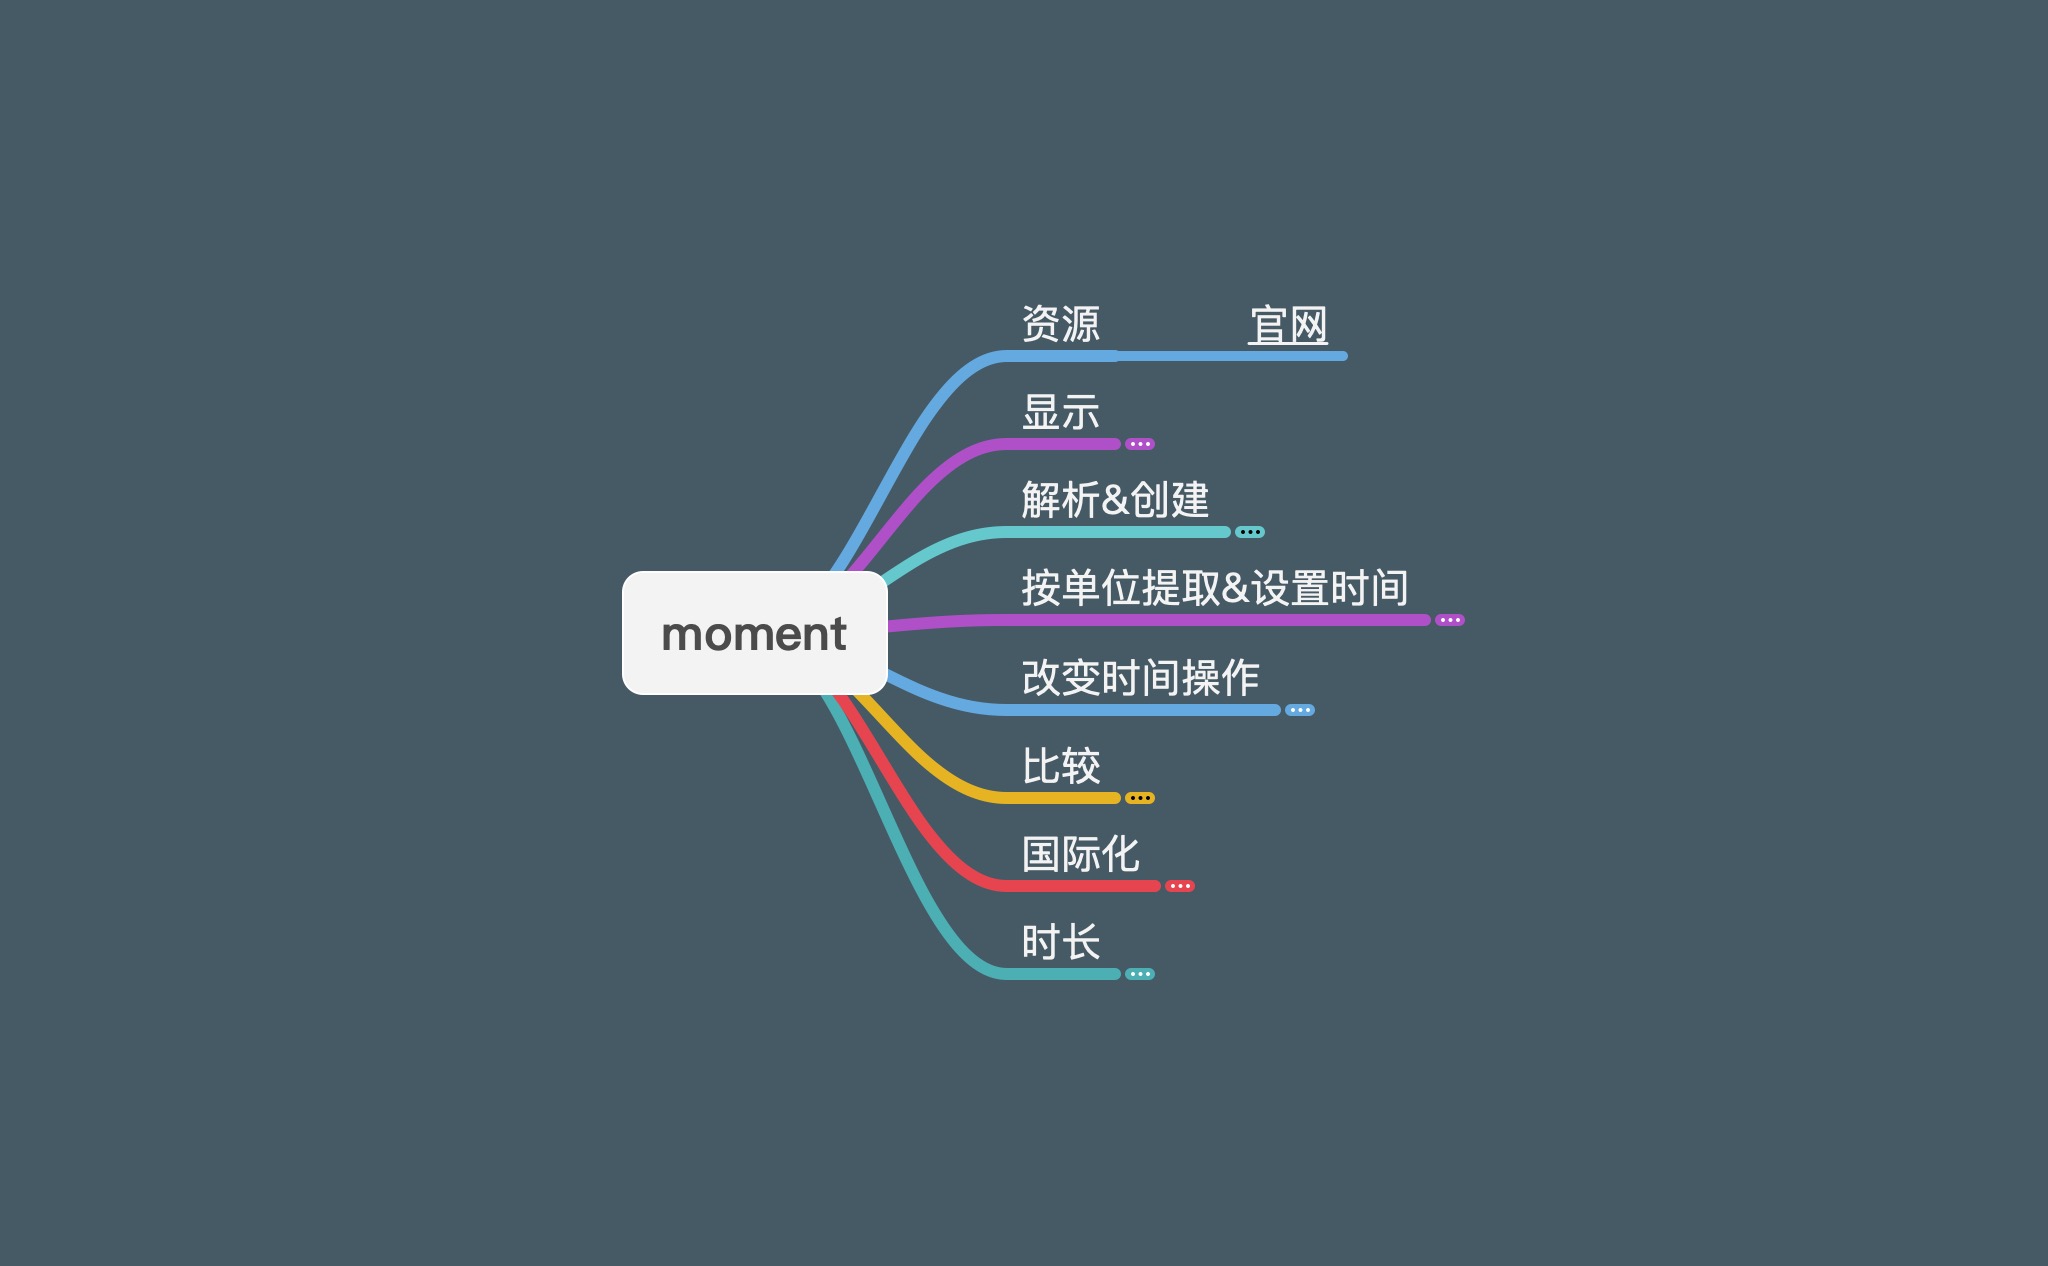 moment
资源
官网
显示
解析&创建
按单位提取&设置时间
改变时间操作
比较
国际化
时长